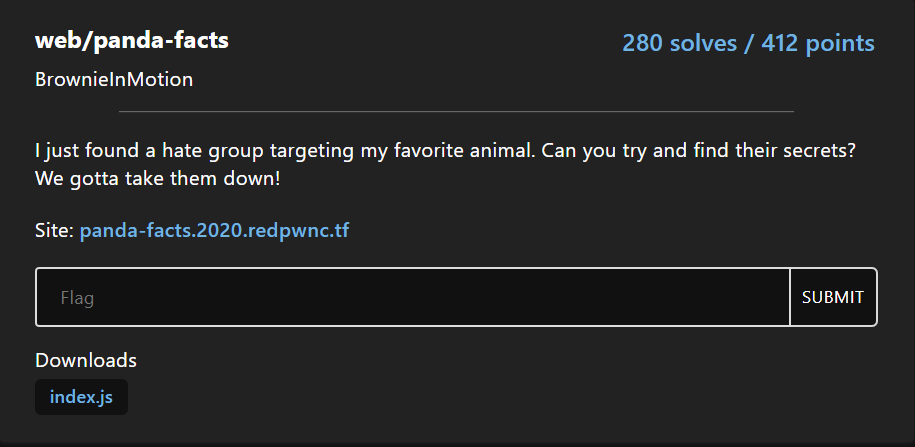 web/panda-facts
280 solves / 412 points
BrownieInMotion
I just found a hate group targeting my favorite animal. Can you try and find their secrets?
We gotta take them down!
Site: panda-facts.2020.redpwnc.tf
Flag
SUBMIT
Downloads
index.js